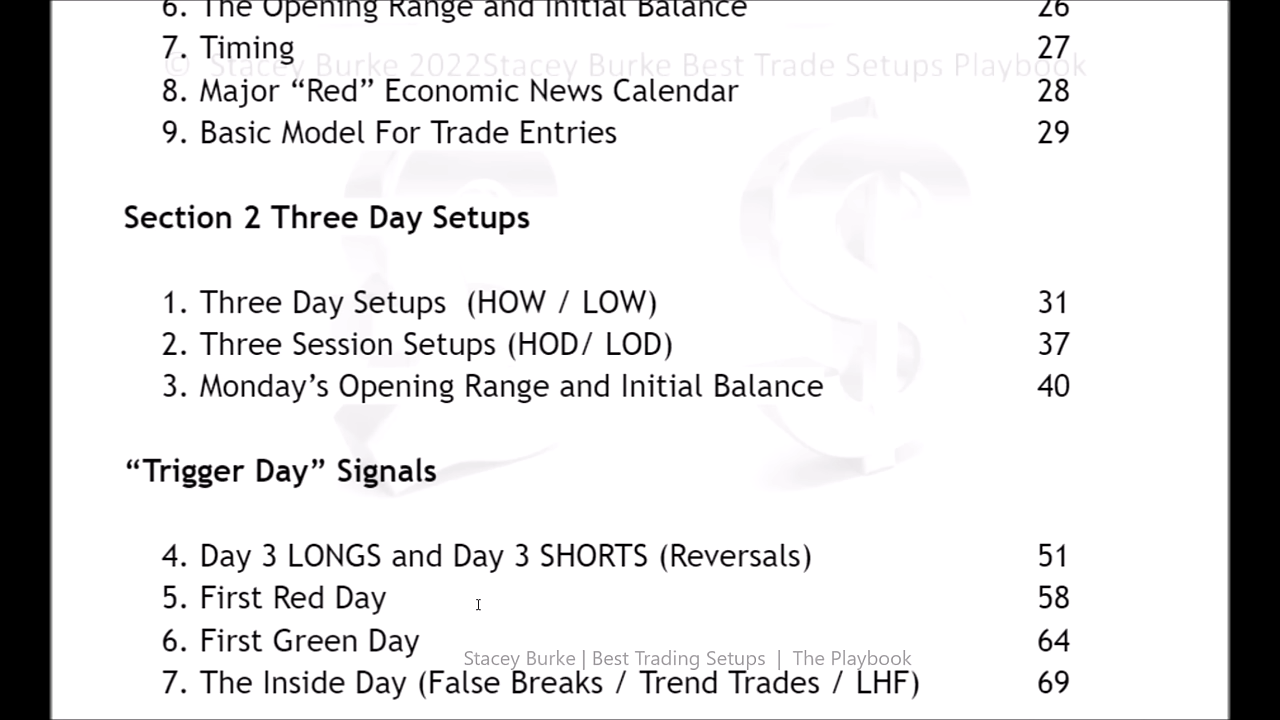 6. The Opening Range and Initial Balance 26
7. Timing 27
© Stacey Burke 2022Stacey Burke Best Trade Setups Playbook
8. Major “Red” Economic News Calendar 28
9. Basic Model For Trade Entries 29
Section 2 Three Day Setups
1. Three Day Setups (HOW / LOW) 31
2. Three Session Setups (HOD/ LOD) 37
3. Monday’s Opening Range and Initial Balance 40
“Trigger Day” Signals
4. Day 3 LONGS and Day 3 SHORTS (Reversals) 51
5. First Red Day 58
6. First Green Day 64
Stacey Burke | Best Trading Setups | The Playbook
7. The Inside Day (False Breaks / Trend Trades / LHF) 69